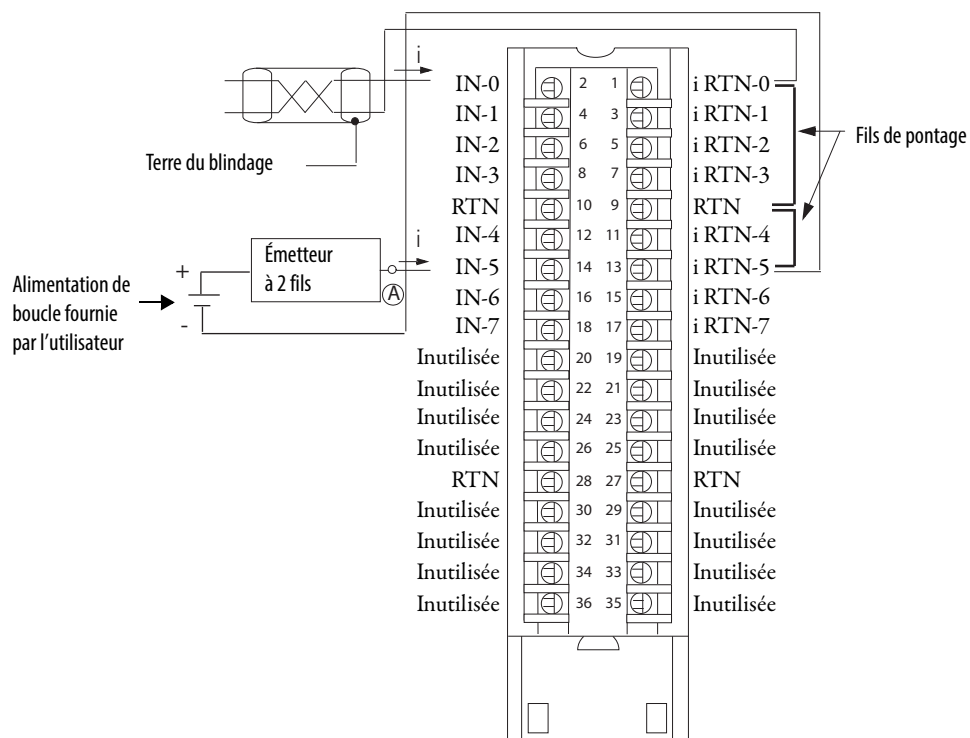 i
IN-0 2 1 i RTN-0
IN-1 4 3 i RTN-1
Fils de pontage
IN-2 6 5 i RTN-2
Terre du blindage
IN-3 8 7 i RTN-3
RTN 10 9 RTN
i
IN-4 12 11 i RTN-4
Émetteur
à 2 fils
+
IN-5 14 13 i RTN-5
A
Alimentation de
boucle fournie
par l'utilisateur
-
IN-6 16 15 i RTN-6
IN-7 18 17 i RTN-7
Inutilisée 20 19 Inutilisée
Inutilisée 22 21 Inutilisée
Inutilisée 24 23 Inutilisée
Inutilisée 26 25 Inutilisée
RTN 28 27 RTN
Inutilisée 30 29 Inutilisée
Inutilisée 32 31 Inutilisée
Inutilisée 34 33 Inutilisée
Inutilisée 36 35 Inutilisée